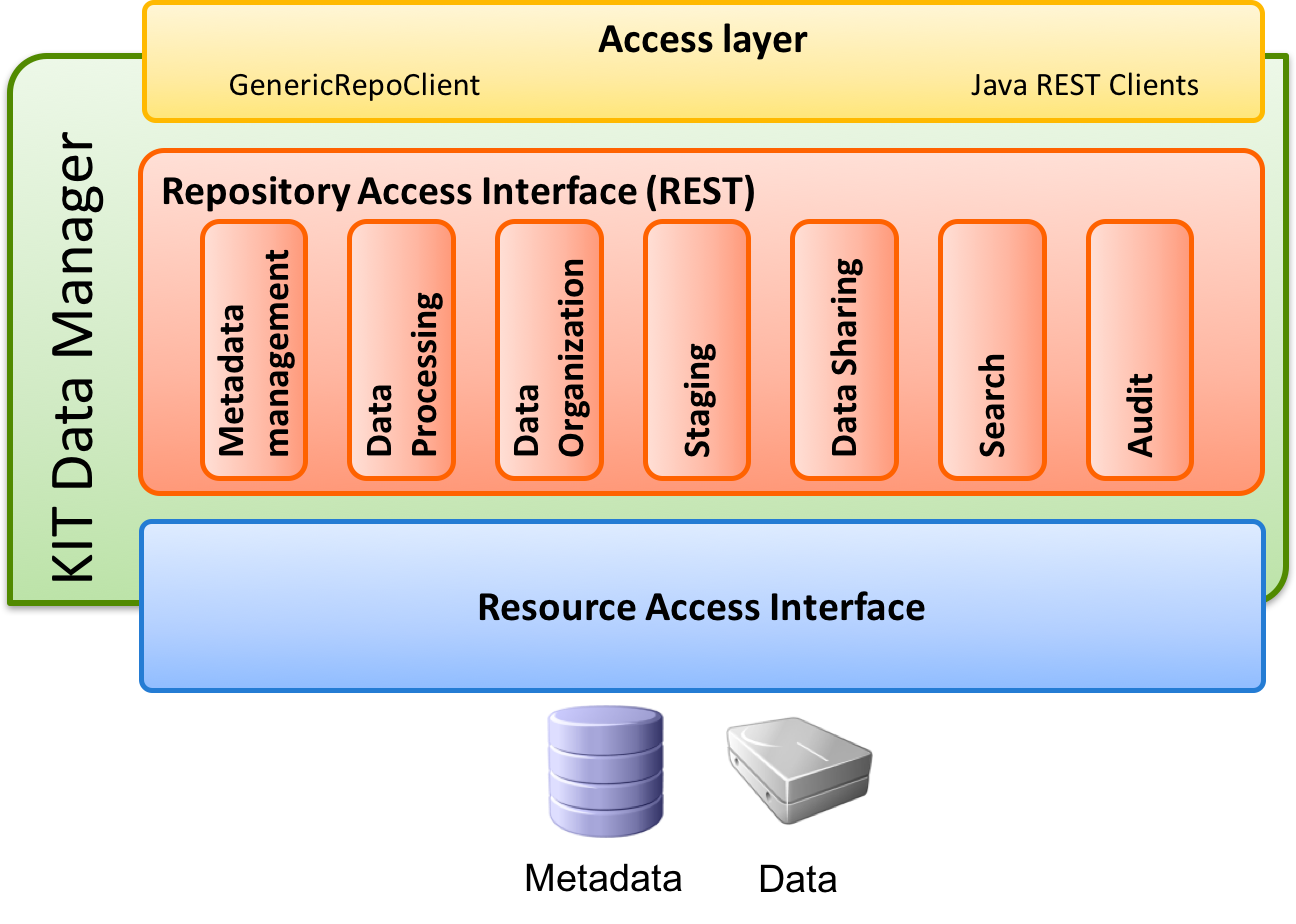 Access layer
GenericRepoClient
Java REST Clients
KIT Data Manager
Repository Access Interface (REST)
Metadata
management
Data
Processing
Data
Organization
Staging
Data Sharing
Search
Audit
Resource Access Interface
Metadata
Data